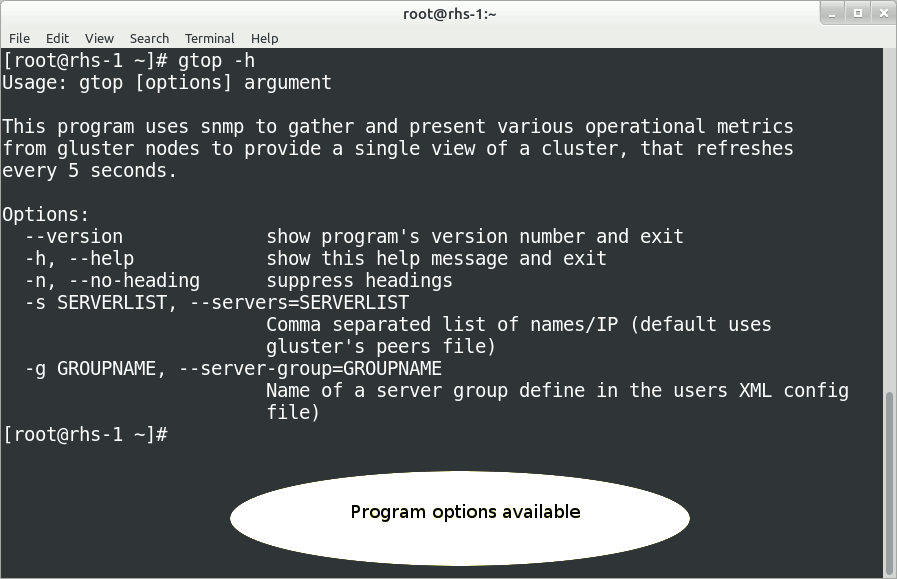 root@rhs-1:~
File Edit View Search Terminal Help
[root@rhs-1 ~]# gtop -h
Usage: gtop [options] argument
This program uses snmp to gather and present various operational metrics
from gluster nodes to provide a single view of a cluster, that refreshes
every 5 seconds.
Options:
  --version             show program's version number and exit
  -h, --help            show this help message and exit
  -n, --no-heading      suppress headings
  -s SERVERLIST, --servers=SERVERLIST
                        Comma separated list of names/IP (default uses
                        gluster's peers file)
  -g GROUPNAME, --server-group=GROUPNAME
                        Name of a server group define in the users XML config
                        file)
[root@rhs-1 ~]#
Program options available